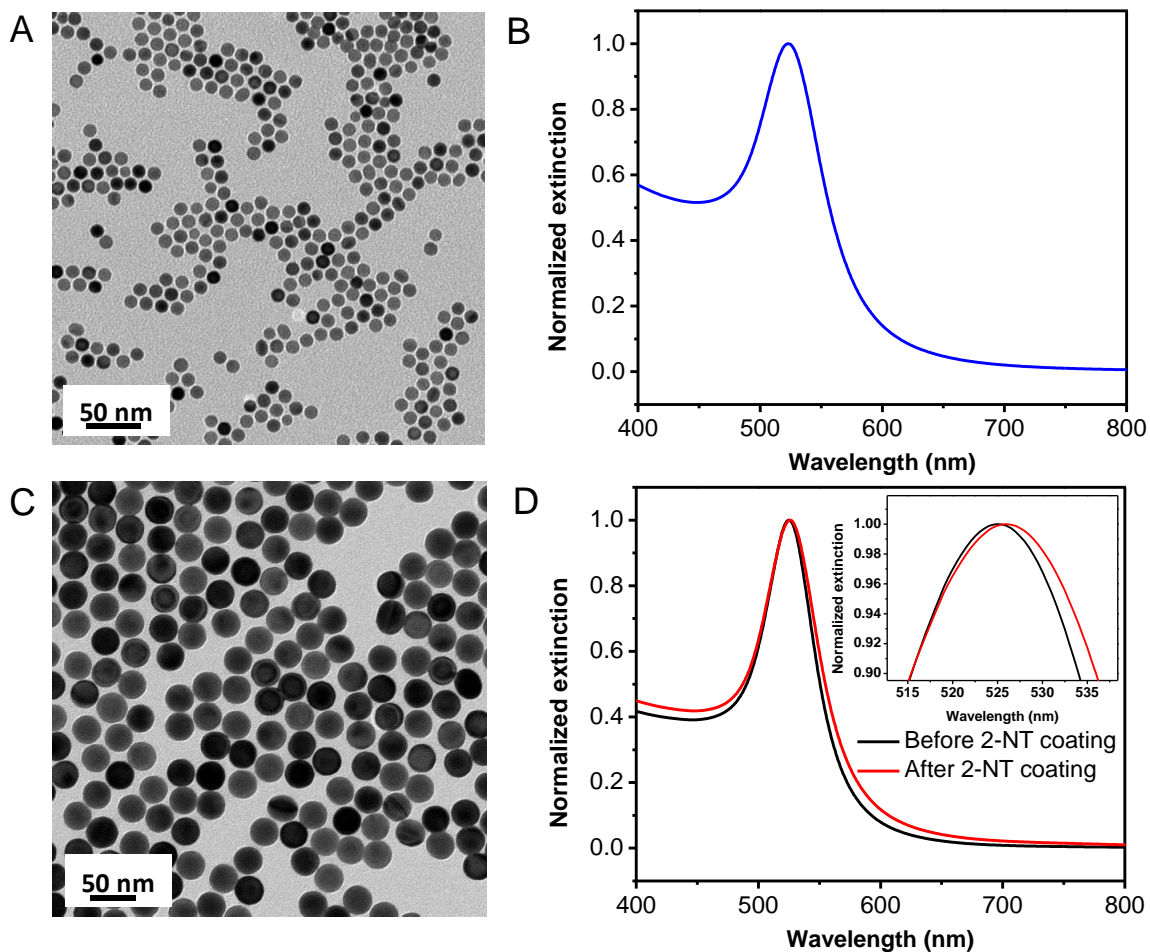 A
50 nm
B
Normalized extinction
1.0
0.8
0.6
0.4
0.2
0.0
400
500
600
700
800
Wavelength (nm)
C
50 nm
D
Normalized extinction
1.0
0.8
0.6
0.4
0.2
0.0
400
500
600
700
800
Wavelength (nm)
Normalized extinction
1.00
0.98
0.96
0.94
0.92
0.90
515
520
525
530
535
Wavelength (nm)
Before 2-NT coating
After 2-NT coating